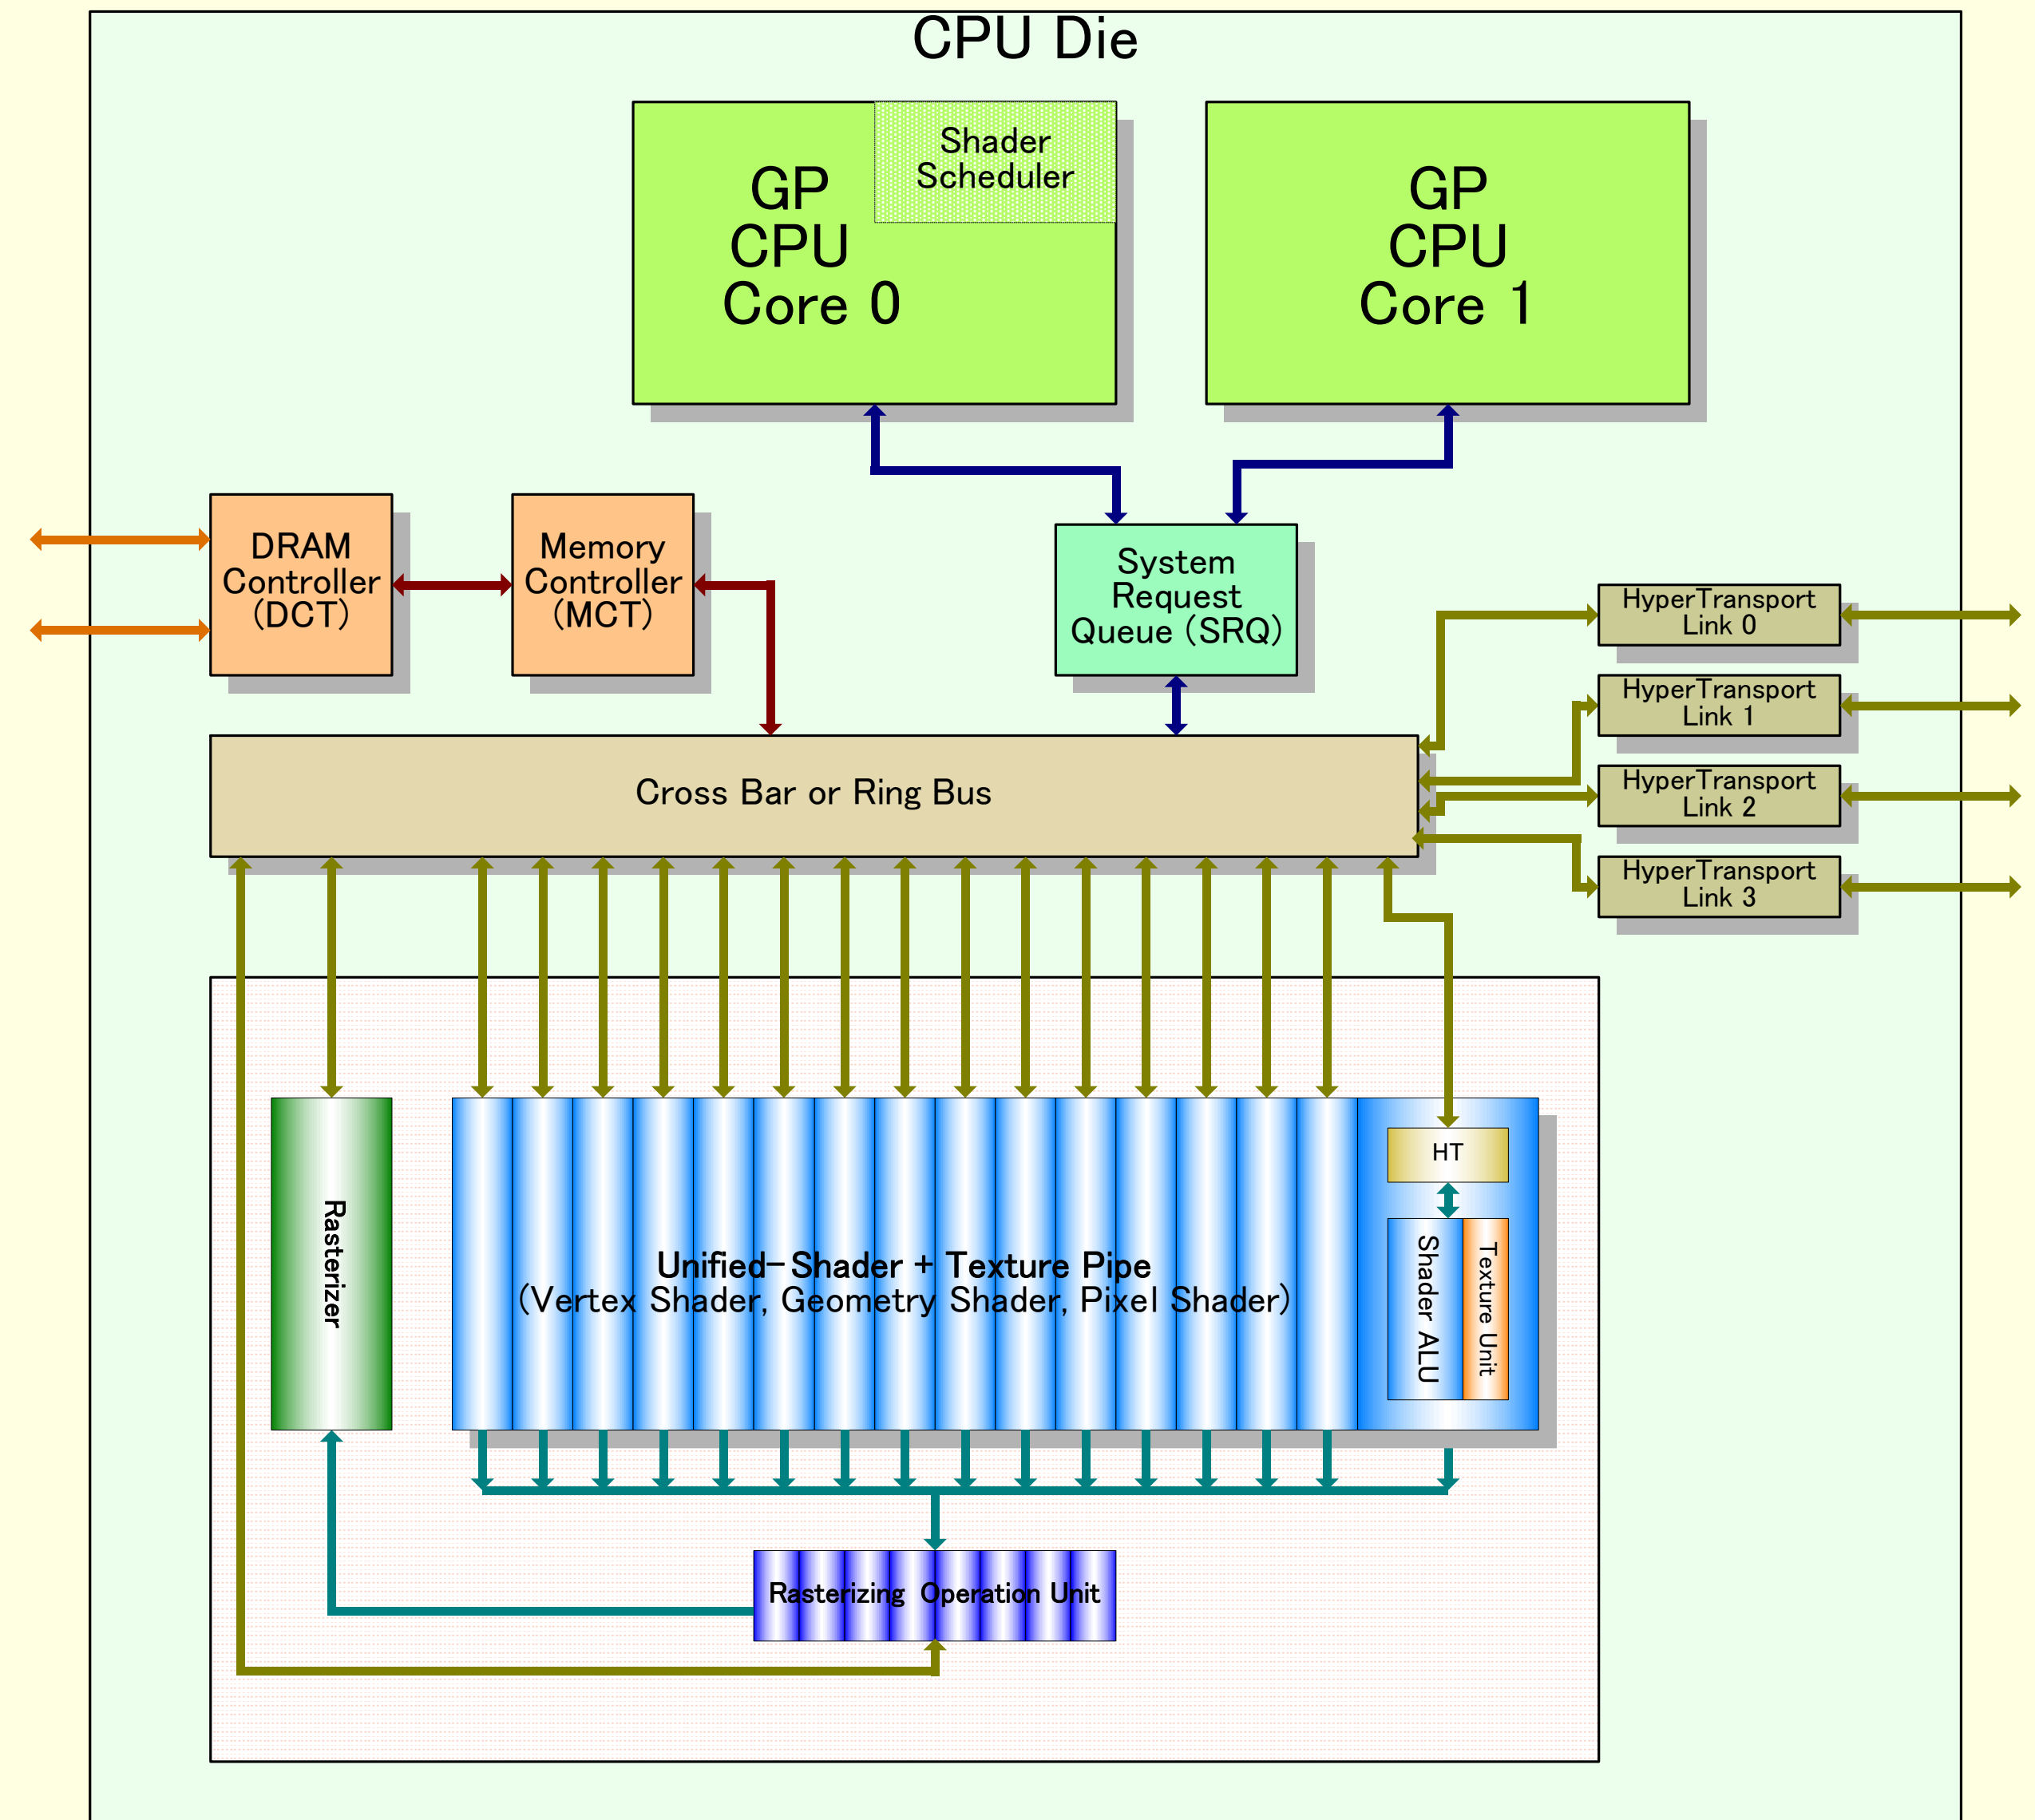 CPU Die
Shader
Scheduler
GP
CPU
Core 0
GP
CPU
Core 1
DRAM
Controller
(DCT)
Memory
Controller
(MCT)
System
Request
Queue (SRQ)
HyperTransport
Link 0
HyperTransport
Link 1
HyperTransport
Link 2
HyperTransport
Link 3
Cross Bar or Ring Bus
Rasterizer
Unified-Shader + Texture Pipe
(Vertex Shader, Geometry Shader, Pixel Shader)
HT
Shader ALU
Texture Unit
Rasterizing Operation Unit